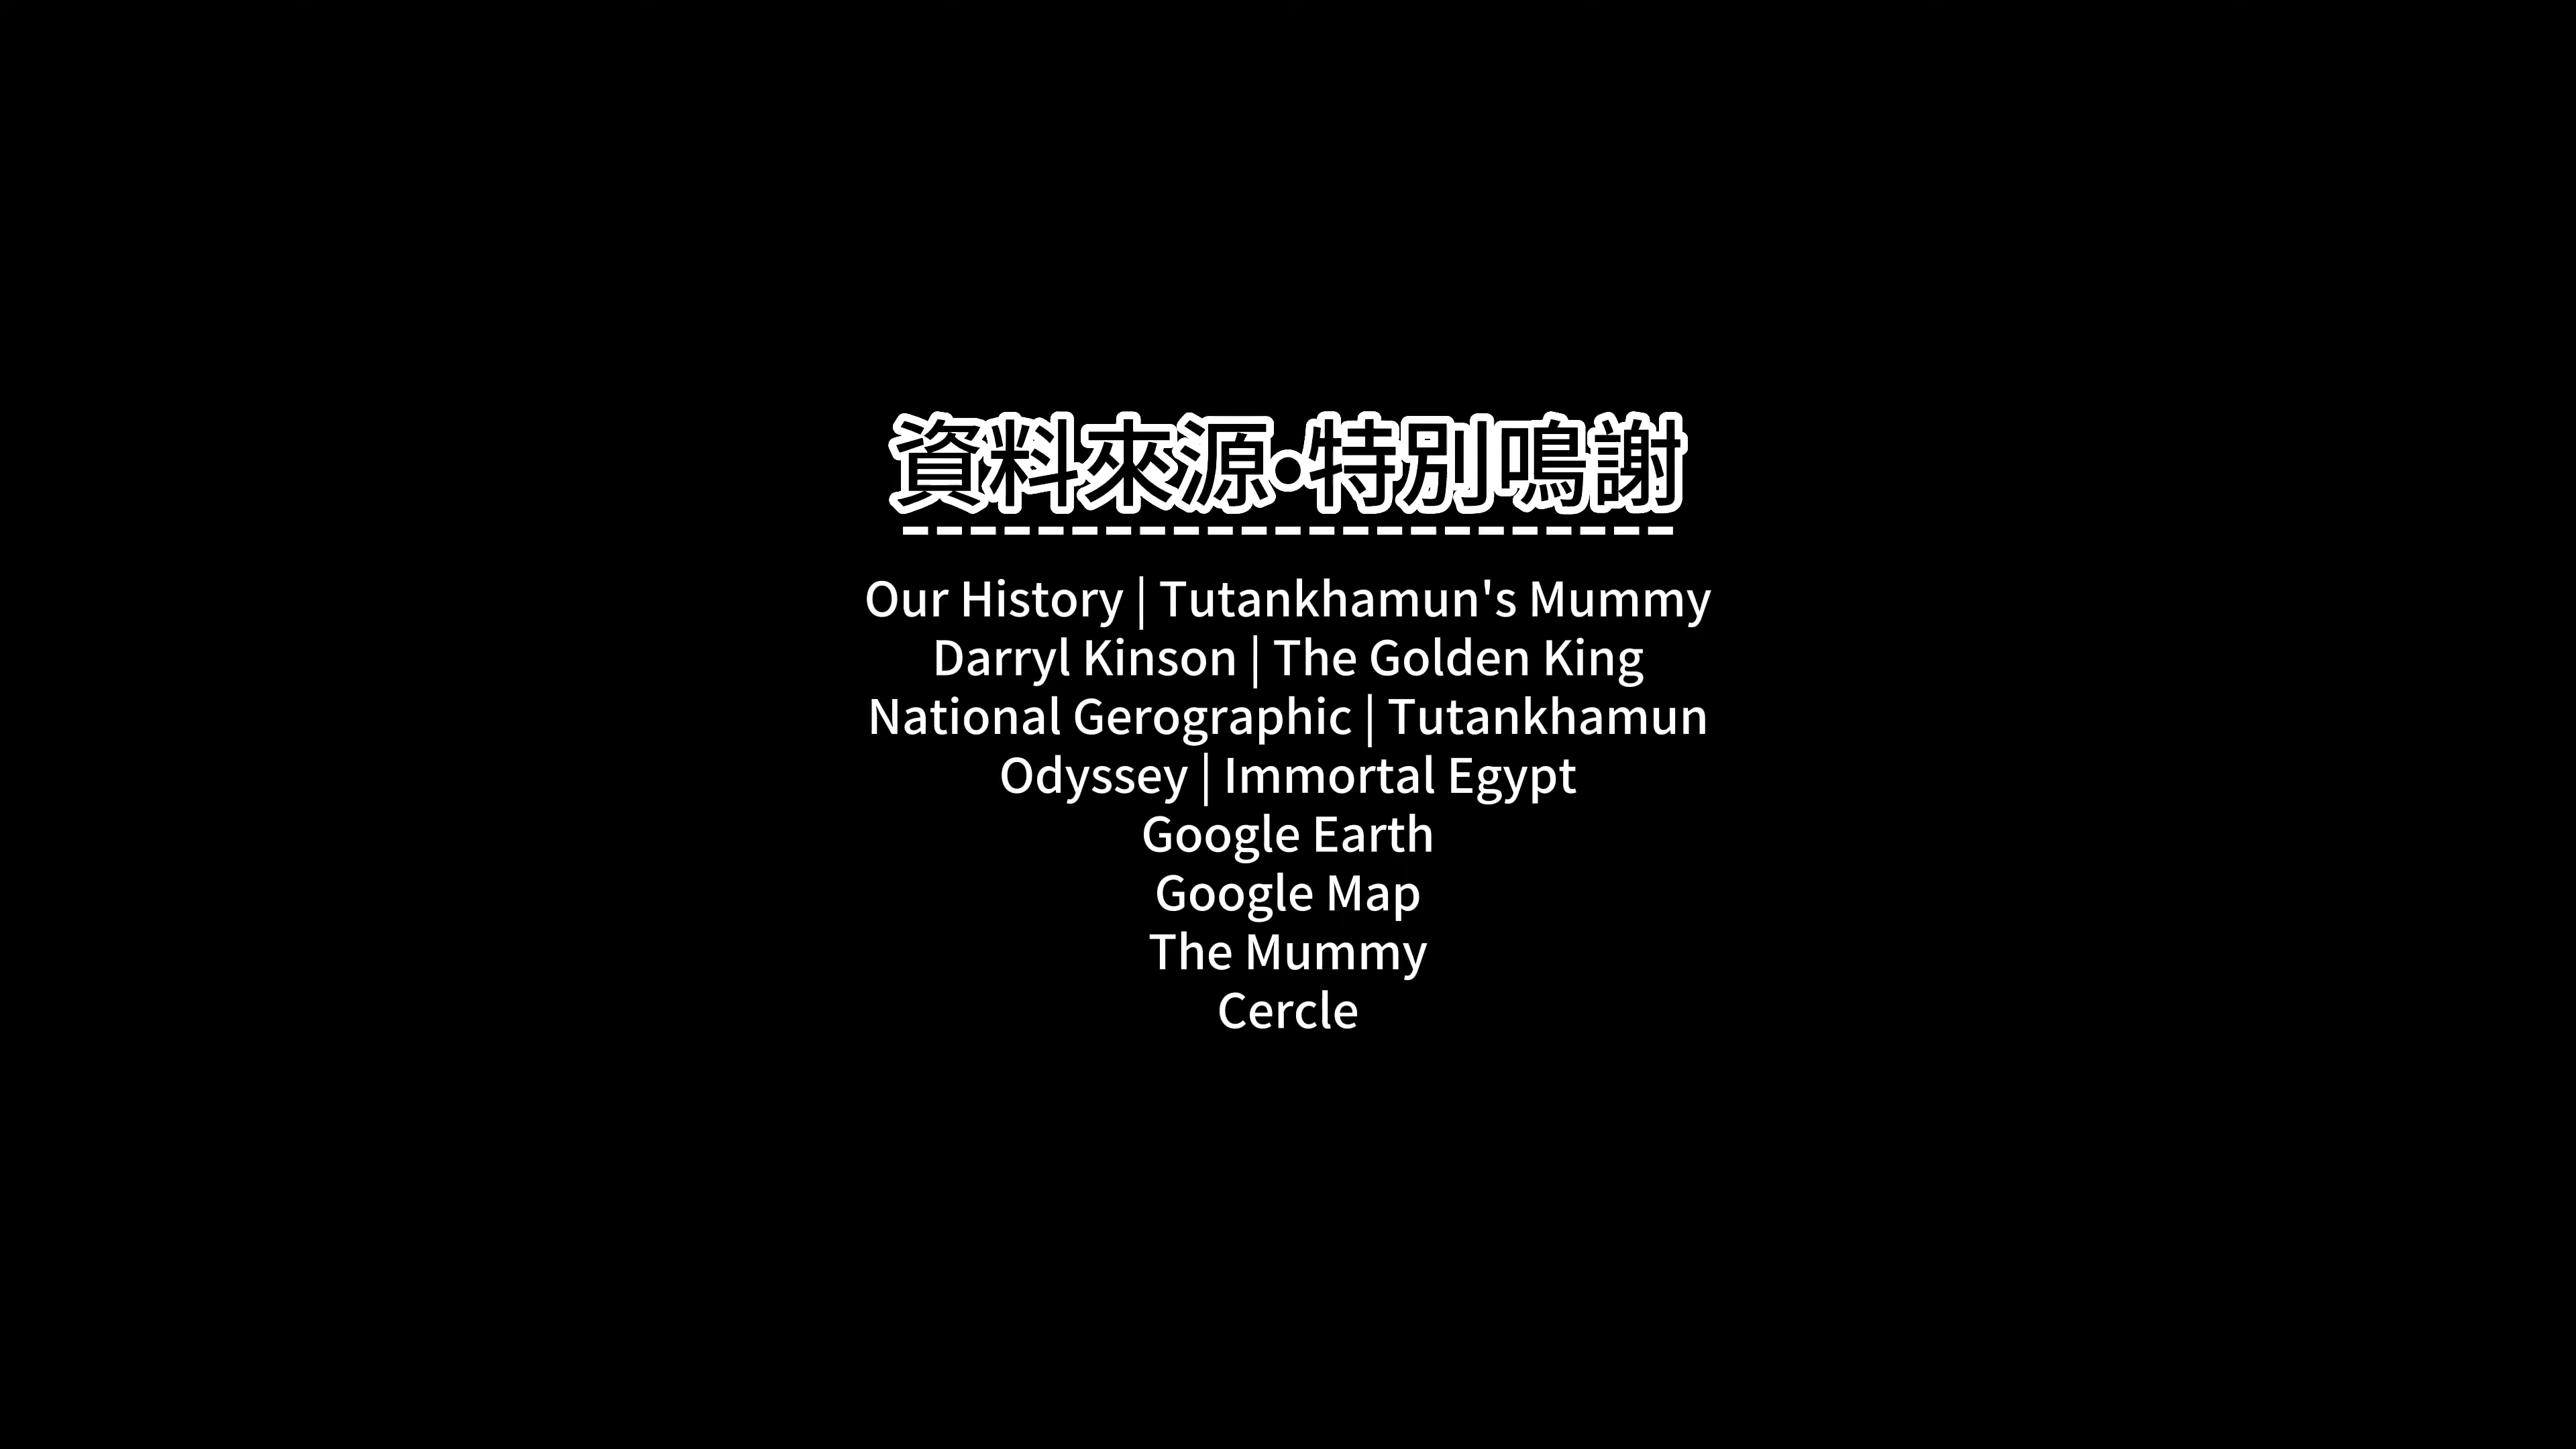 資料來源•特別鳴謝
Our History | Tutankhamun's Mummy
Darryl Kinson | The Golden King
National Gerographic | Tutankhamun
Odyssey | Immortal Egypt
Google Earth
Google Map
The Mummy
Cercle